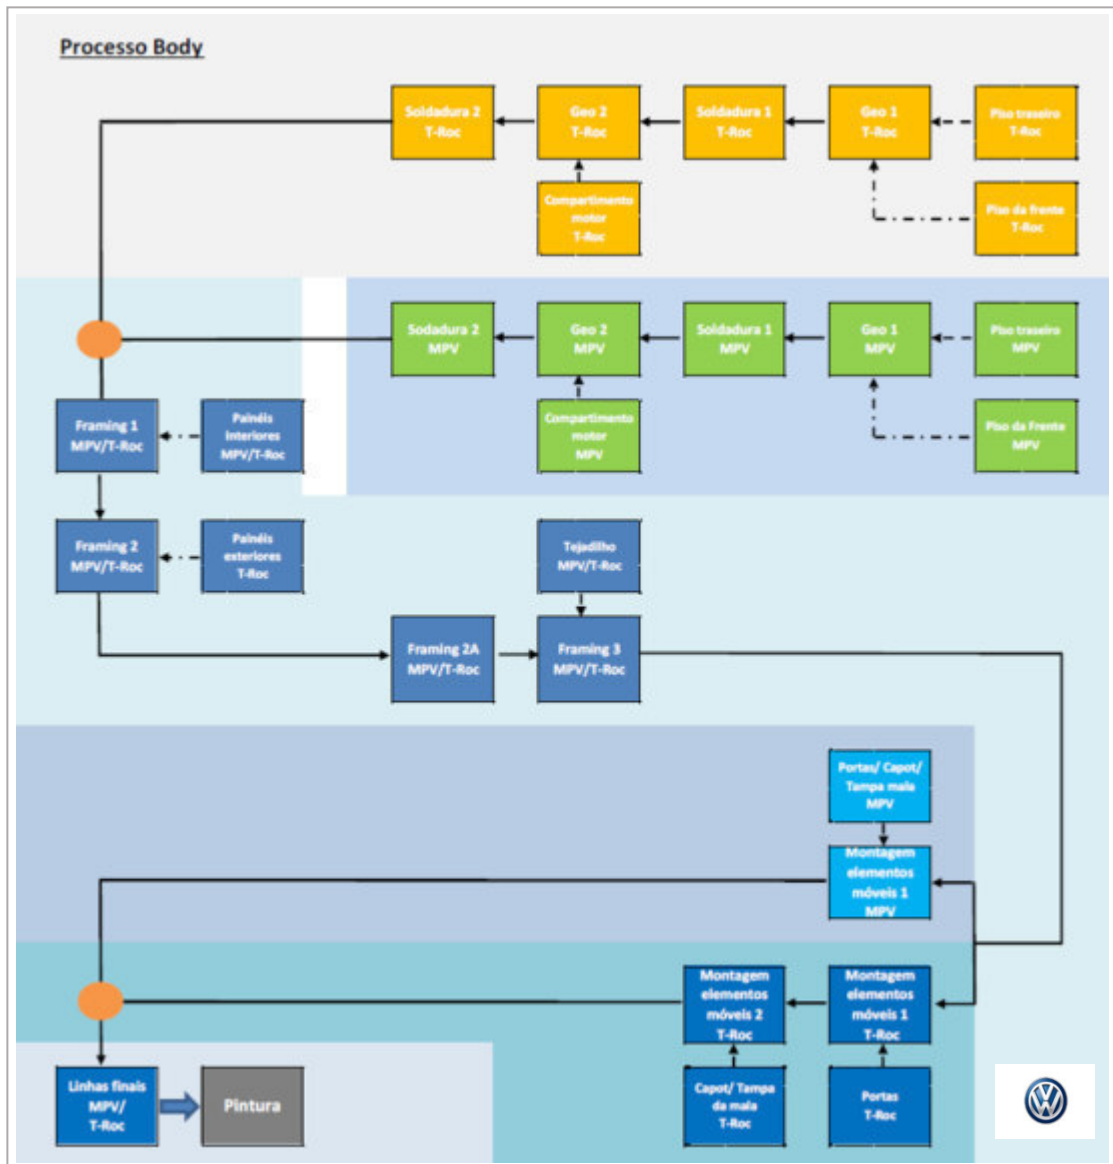 Processo Body
Soldadura 2
T-Roc
Geo 2
T-Roc
Soldadura 1
T-Roc
Geo 1
T-Roc
Piso traseiro
T-Roc
Compartimento
motor
T-Roc
Piso da frente
T-Roc
Sodadura 2
MPV
Geo 2
MPV
Soldadura 1
MPV
Geo 1
MPV
Piso traseiro
MPV
Compartimento
motor
MPV
Piso da Frente
MPV
Framing 1
MPV/T-Roc
Painéis
Interiores
MPV/T-Roc
Framing 2
MPV/T-Roc
Painéis
exteriores
T-Roc
Tejadilho
MPV/T-Roc
Framing 2A
MPV/T-Roc
Framing 3
MPV/T-Roc
Portas/ Capot/
Tampa mala
MPV
Montagem
elementos
móveis 1
MPV
Montagem
elementos
móveis 2
T-Roc
Montagem
elementos
móveis 1
T-Roc
Linhas finais
MPV/
T-Roc
Pintura
Capot/ Tampa
da mala
T-Roc
Portas
T-Roc
VW